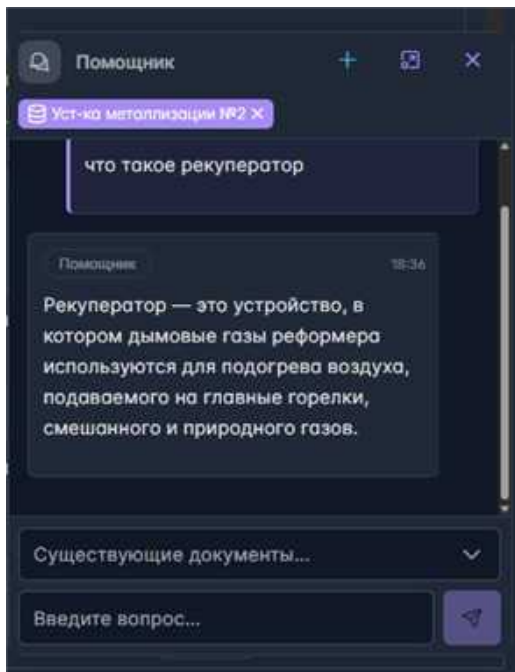 Помощник
Уст-ка металлизации №2
что такое рекуператор
Помощник 18:36
Рекуператор — это устройство, в
котором дымовые газы реформера
используются для подогрева воздуха,
подаваемого на главные горелки,
смешанного и природного газов.
Существующие документы...
Введите вопрос...